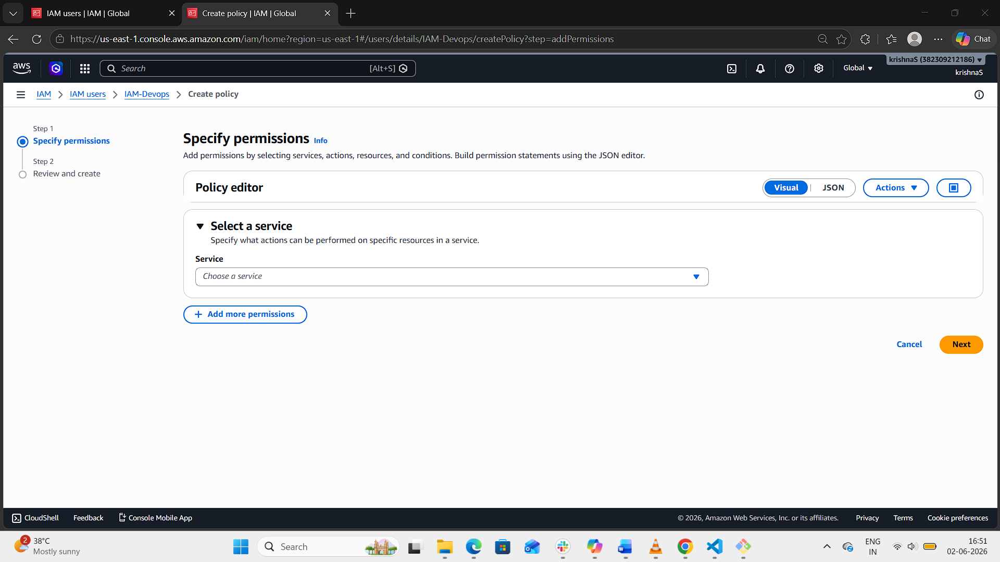 IAM users | IAM | Global
Create policy | IAM | Global
https://us-east-1.console.aws.amazon.com/iam/home?region=us-east-1#/users/details/IAM-Devops/createPolicy?step=addPermissions
Chat
aws
Search
[Alt+S]
Global
krishnaS (382309212186)
krishnaS
IAM
IAM users
IAM-Devops
Create policy
Step 1
Specify permissions
Step 2
Review and create
Specify permissions Info
Add permissions by selecting services, actions, resources, and conditions. Build permission statements using the JSON editor.
Policy editor
Visual
JSON
Actions
Select a service
Specify what actions can be performed on specific resources in a service.
Service
Choose a service
Add more permissions
Cancel
Next
CloudShell
Feedback
Console Mobile App
© 2026, Amazon Web Services, Inc. or its affiliates.
Privacy
Terms
Cookie preferences
2
38°C
Mostly sunny
Search
ENG
IN
16:51
02-06-2026